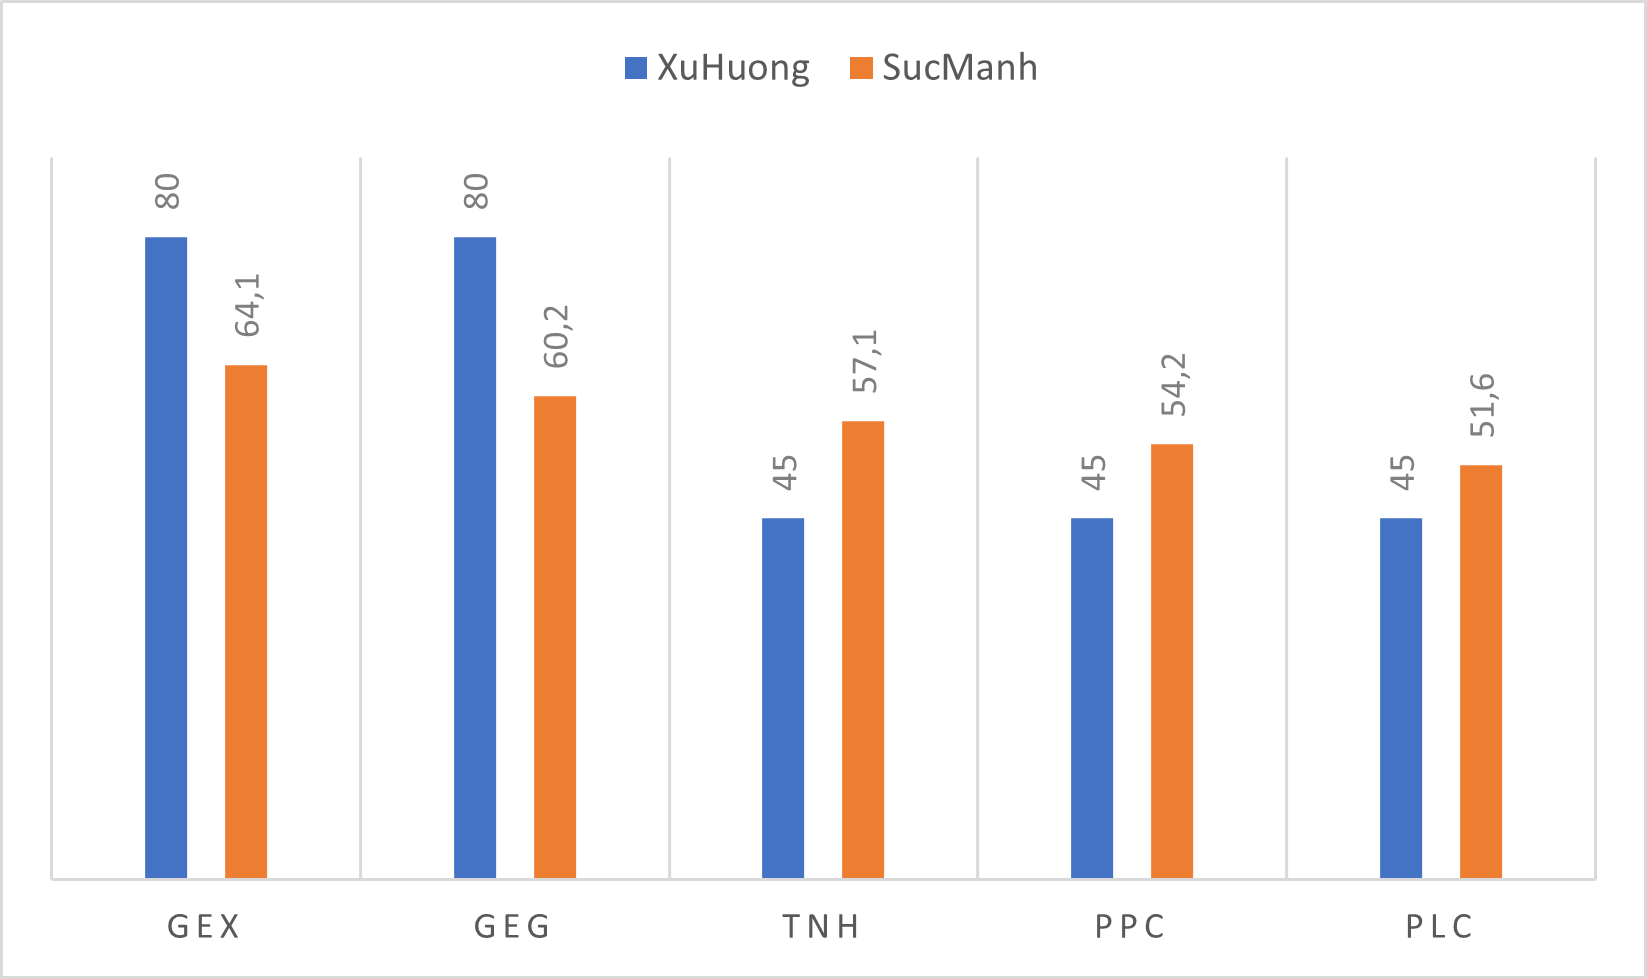 XuHuong SucManh
80 64,1 80 60,2 45 57,1 45 54,2 45 51,6
GEX GEG TNH PPC PLC